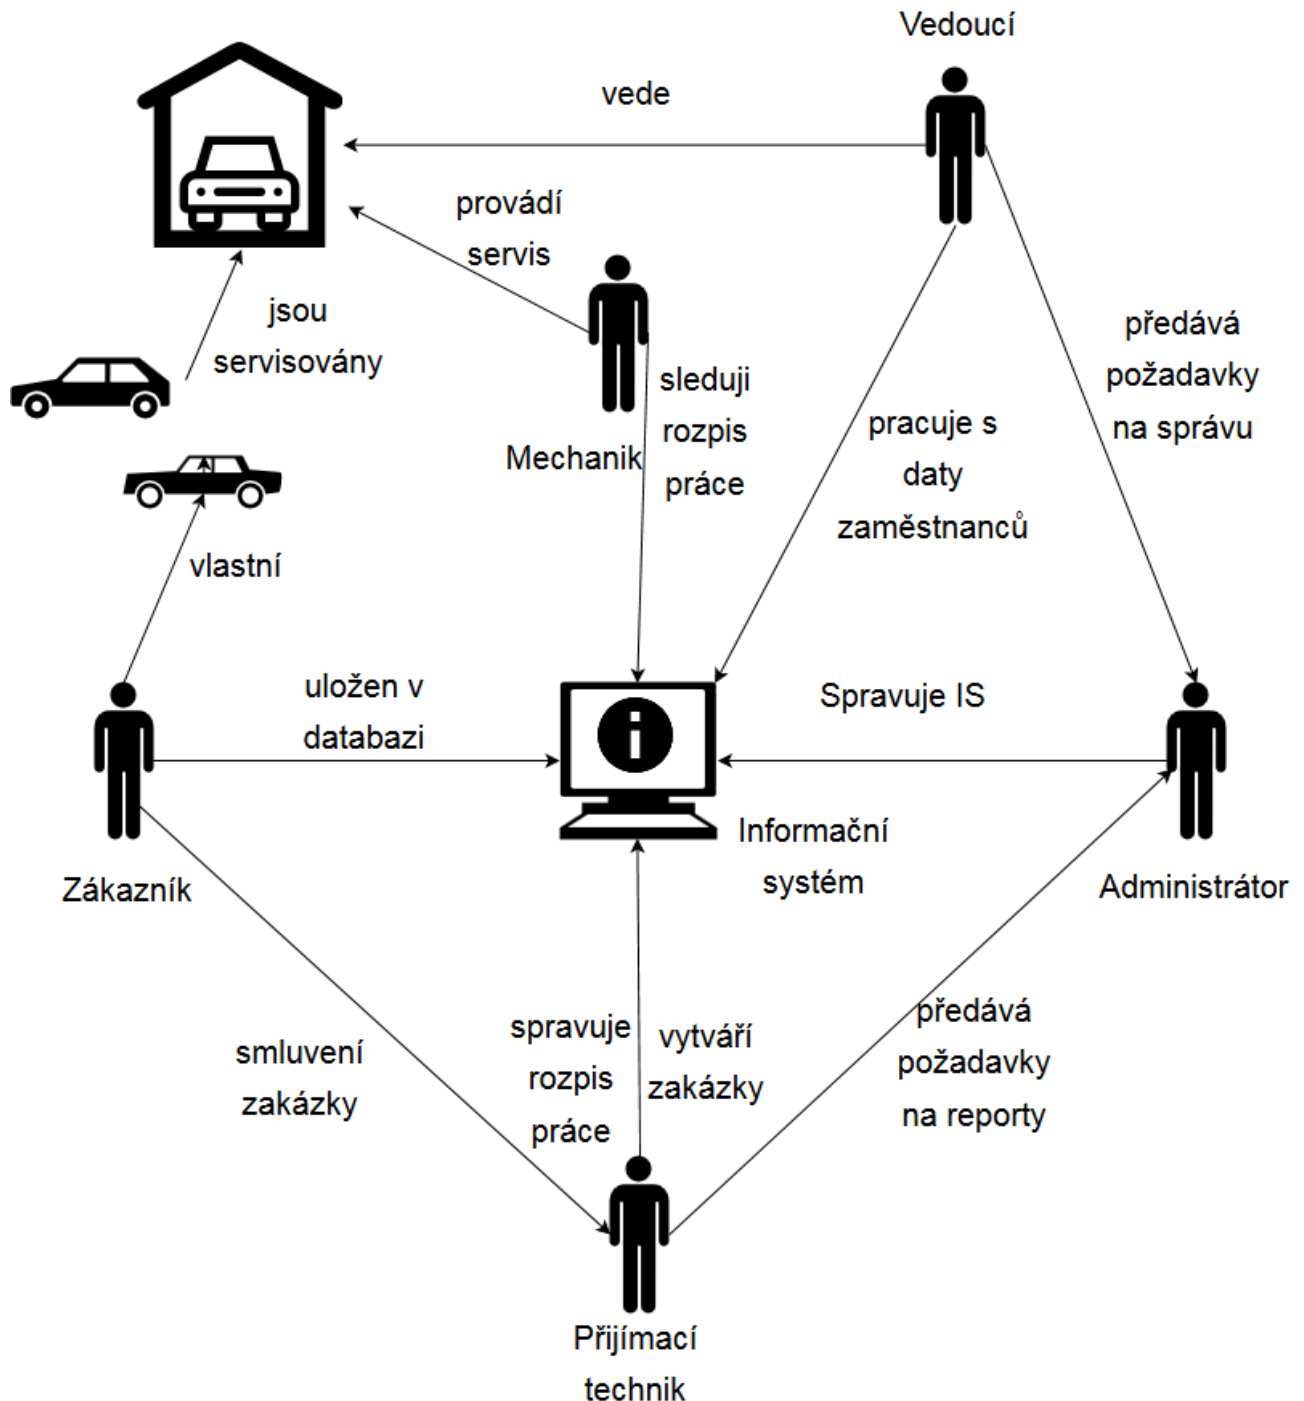 Vedoucí
vede
provádí
servis
jsou
servisovány
předává
požadavky
na správu
sleduji
rozpis
práce
Mechanik
pracuje s
daty
zaměstnanců
vlastní
uložen v
databazi
Spravuje IS
Informační
systém
Zákazník
Administrátor
smluvení
zakázky
spravuje
rozpis
práce
vytváří
zakázky
předává
požadavky
na reporty
Přijímací
technik